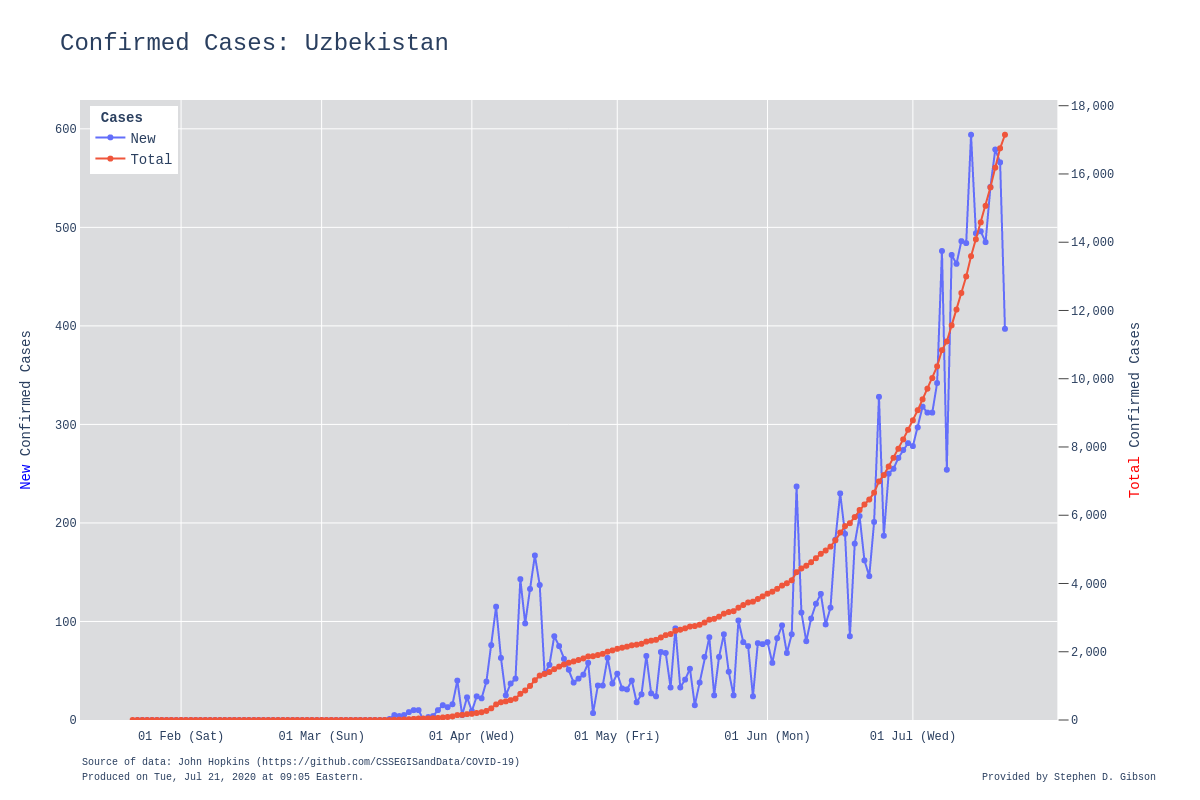 Confirmed Cases: Uzbekistan
Cases
New
Total
600
500
400
300
200
100
0
New Confirmed Cases
18,000
16,000
14,000
12,000
10,000
8,000
6,000
4,000
2,000
0
Total Confirmed Cases
01 Feb (Sat) 01 Mar (Sun) 01 Apr (Wed) 01 May (Fri) 01 Jun (Mon) 01 Jul (Wed)
Source of data: John Hopkins (https://github.com/CSSEGISandData/COVID-19)
Produced on Tue, Jul 21, 2020 at 09:05 Eastern.
Provided by Stephen D. Gibson